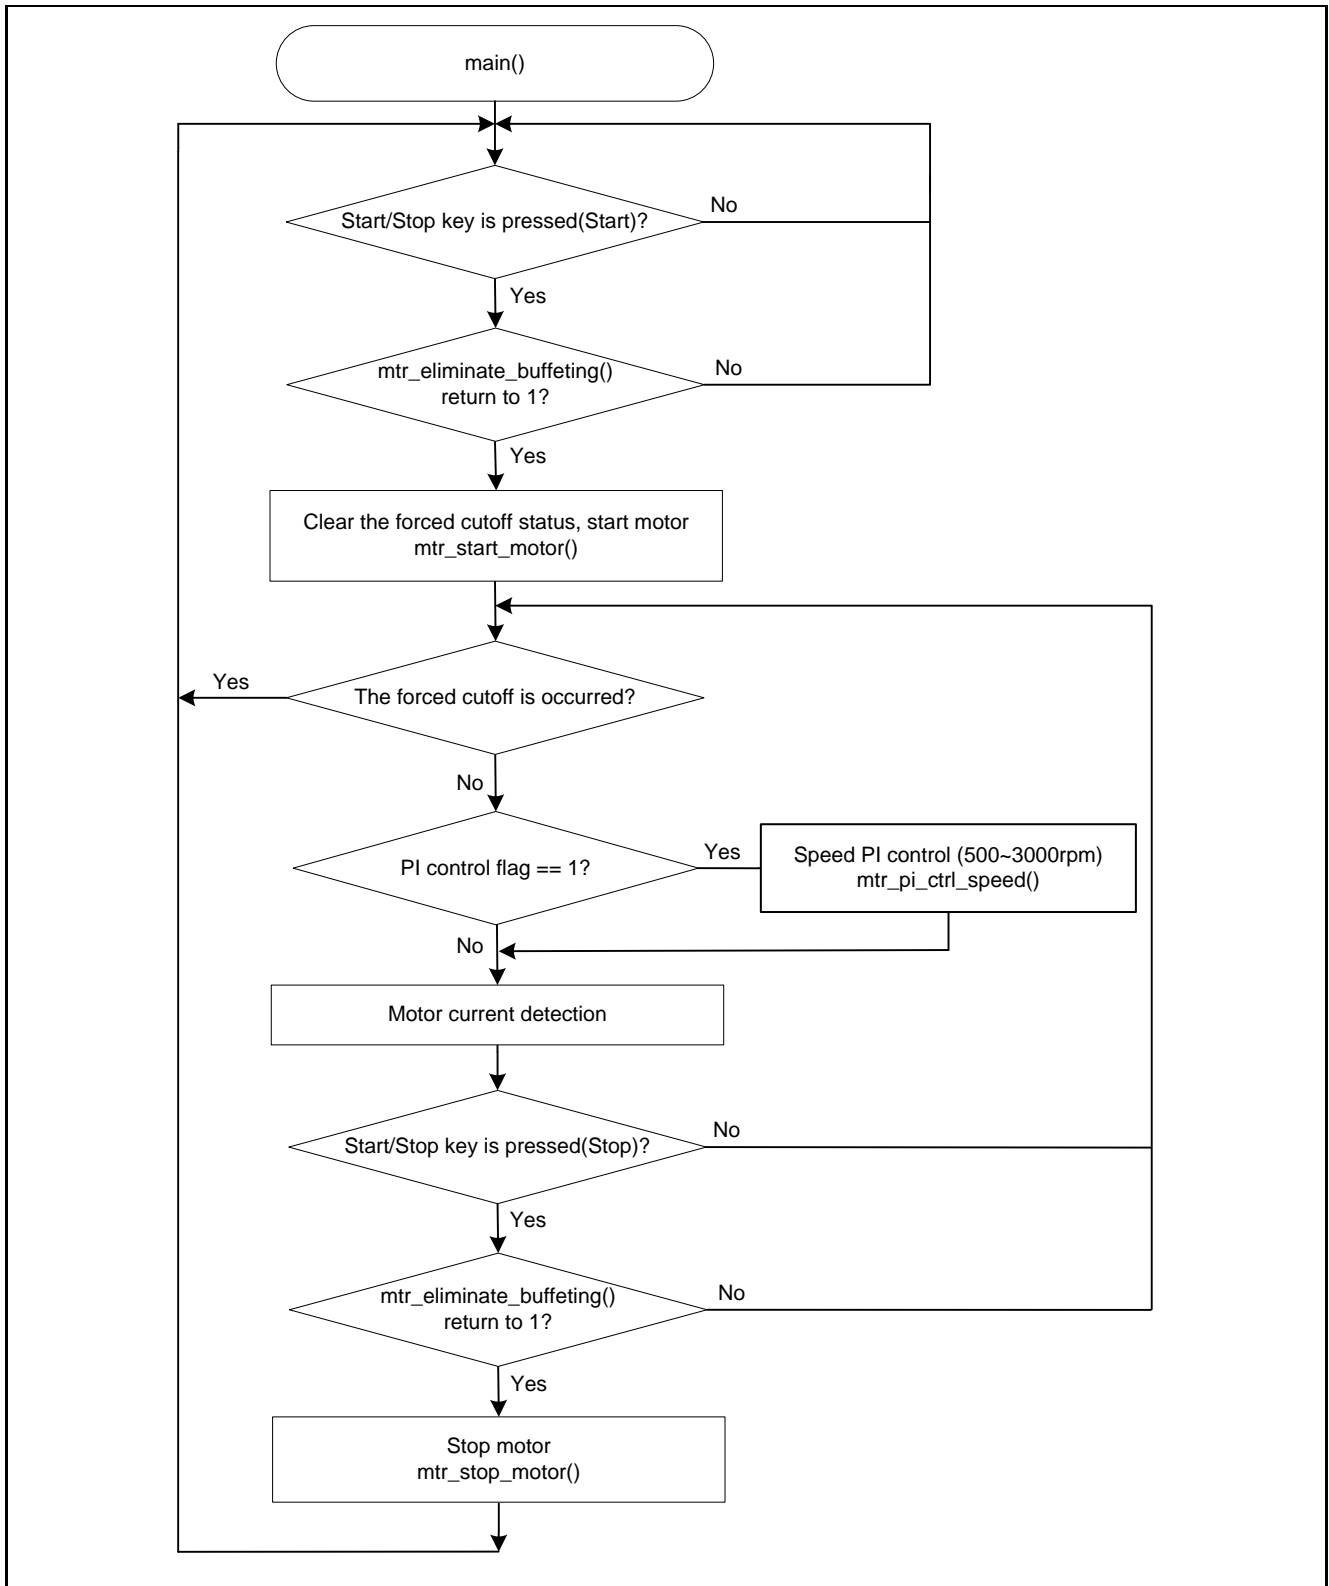 main()
Start/Stop key is pressed(Start)?
No
Yes
mtr_eliminate_buffeting()
return to 1?
No
Yes
Clear the forced cutoff status, start motor
mtr_start_motor()
Yes
The forced cutoff is occurred?
No
PI control flag == 1?
Yes
Speed PI control (500~3000rpm)
mtr_pi_ctrl_speed()
No
Motor current detection
Start/Stop key is pressed(Stop)?
No
Yes
mtr_eliminate_buffeting()
return to 1?
No
Yes
Stop motor
mtr_stop_motor()